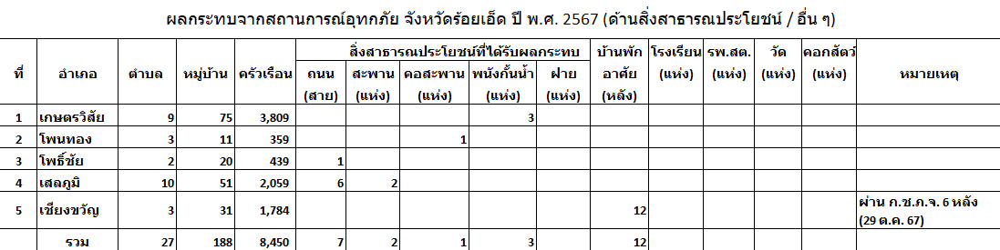 ผลกระทบจากสถานการณ์อุทกภัย จังหวัดร้อยเอ็ด ปี พ.ศ. 2567 (ด้านสิ่งสาธารณประโยชน์ / อื่น ๆ)
ที่ อำเภอ ตำบล หมู่บ้าน ครัวเรือน สิ่งสาธารณประโยชน์ที่ได้รับผลกระทบ บ้านพักอาศัย (หลัง) โรงเรียน (แห่ง) รพ.สต. (แห่ง) วัด (แห่ง) คอกสัตว์ (แห่ง) หมายเหตุ
ถนน (สาย) สะพาน (แห่ง) คอสะพาน (แห่ง) พนังกั้นน้ำ (แห่ง) ฝาย (แห่ง)
1 เกษตรวิสัย 9 75 3,809 3
2 โพนทอง 3 11 359 1
3 โพธิ์ชัย 2 20 439 1
4 เสลภูมิ 10 51 2,059 6 2
5 เชียงขวัญ 3 31 1,784 12 ผ่าน ก.ช.ภ.จ. 6 หลัง
(29 ต.ค. 67)
รวม 27 188 8,450 7 2 1 3 12